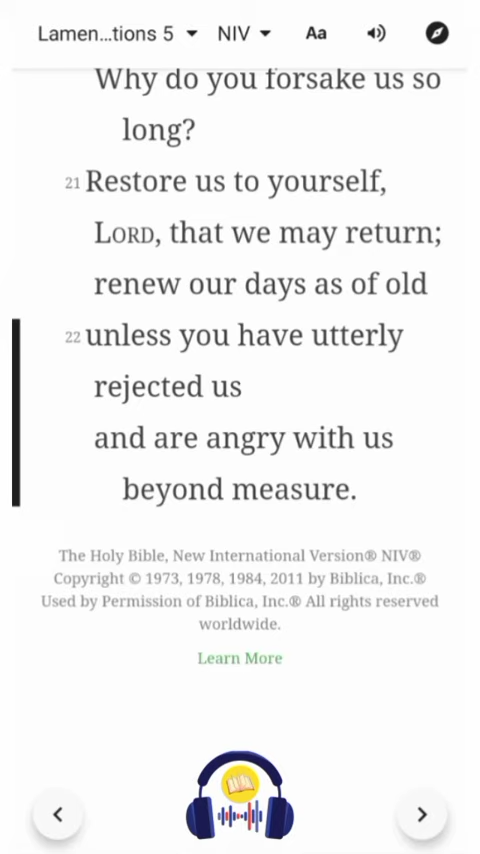 Lamen...tions 5 NIV Aa
Why do you forsake us so
long?
21 Restore us to yourself,
LORD, that we may return;
renew our days as of old
22 unless you have utterly
rejected us
and are angry with us
beyond measure.
The Holy Bible, New International Version® NIV®
Copyright © 1973, 1978, 1984, 2011 by Biblica, Inc.®
Used by Permission of Biblica, Inc.® All rights reserved
worldwide.
Learn More